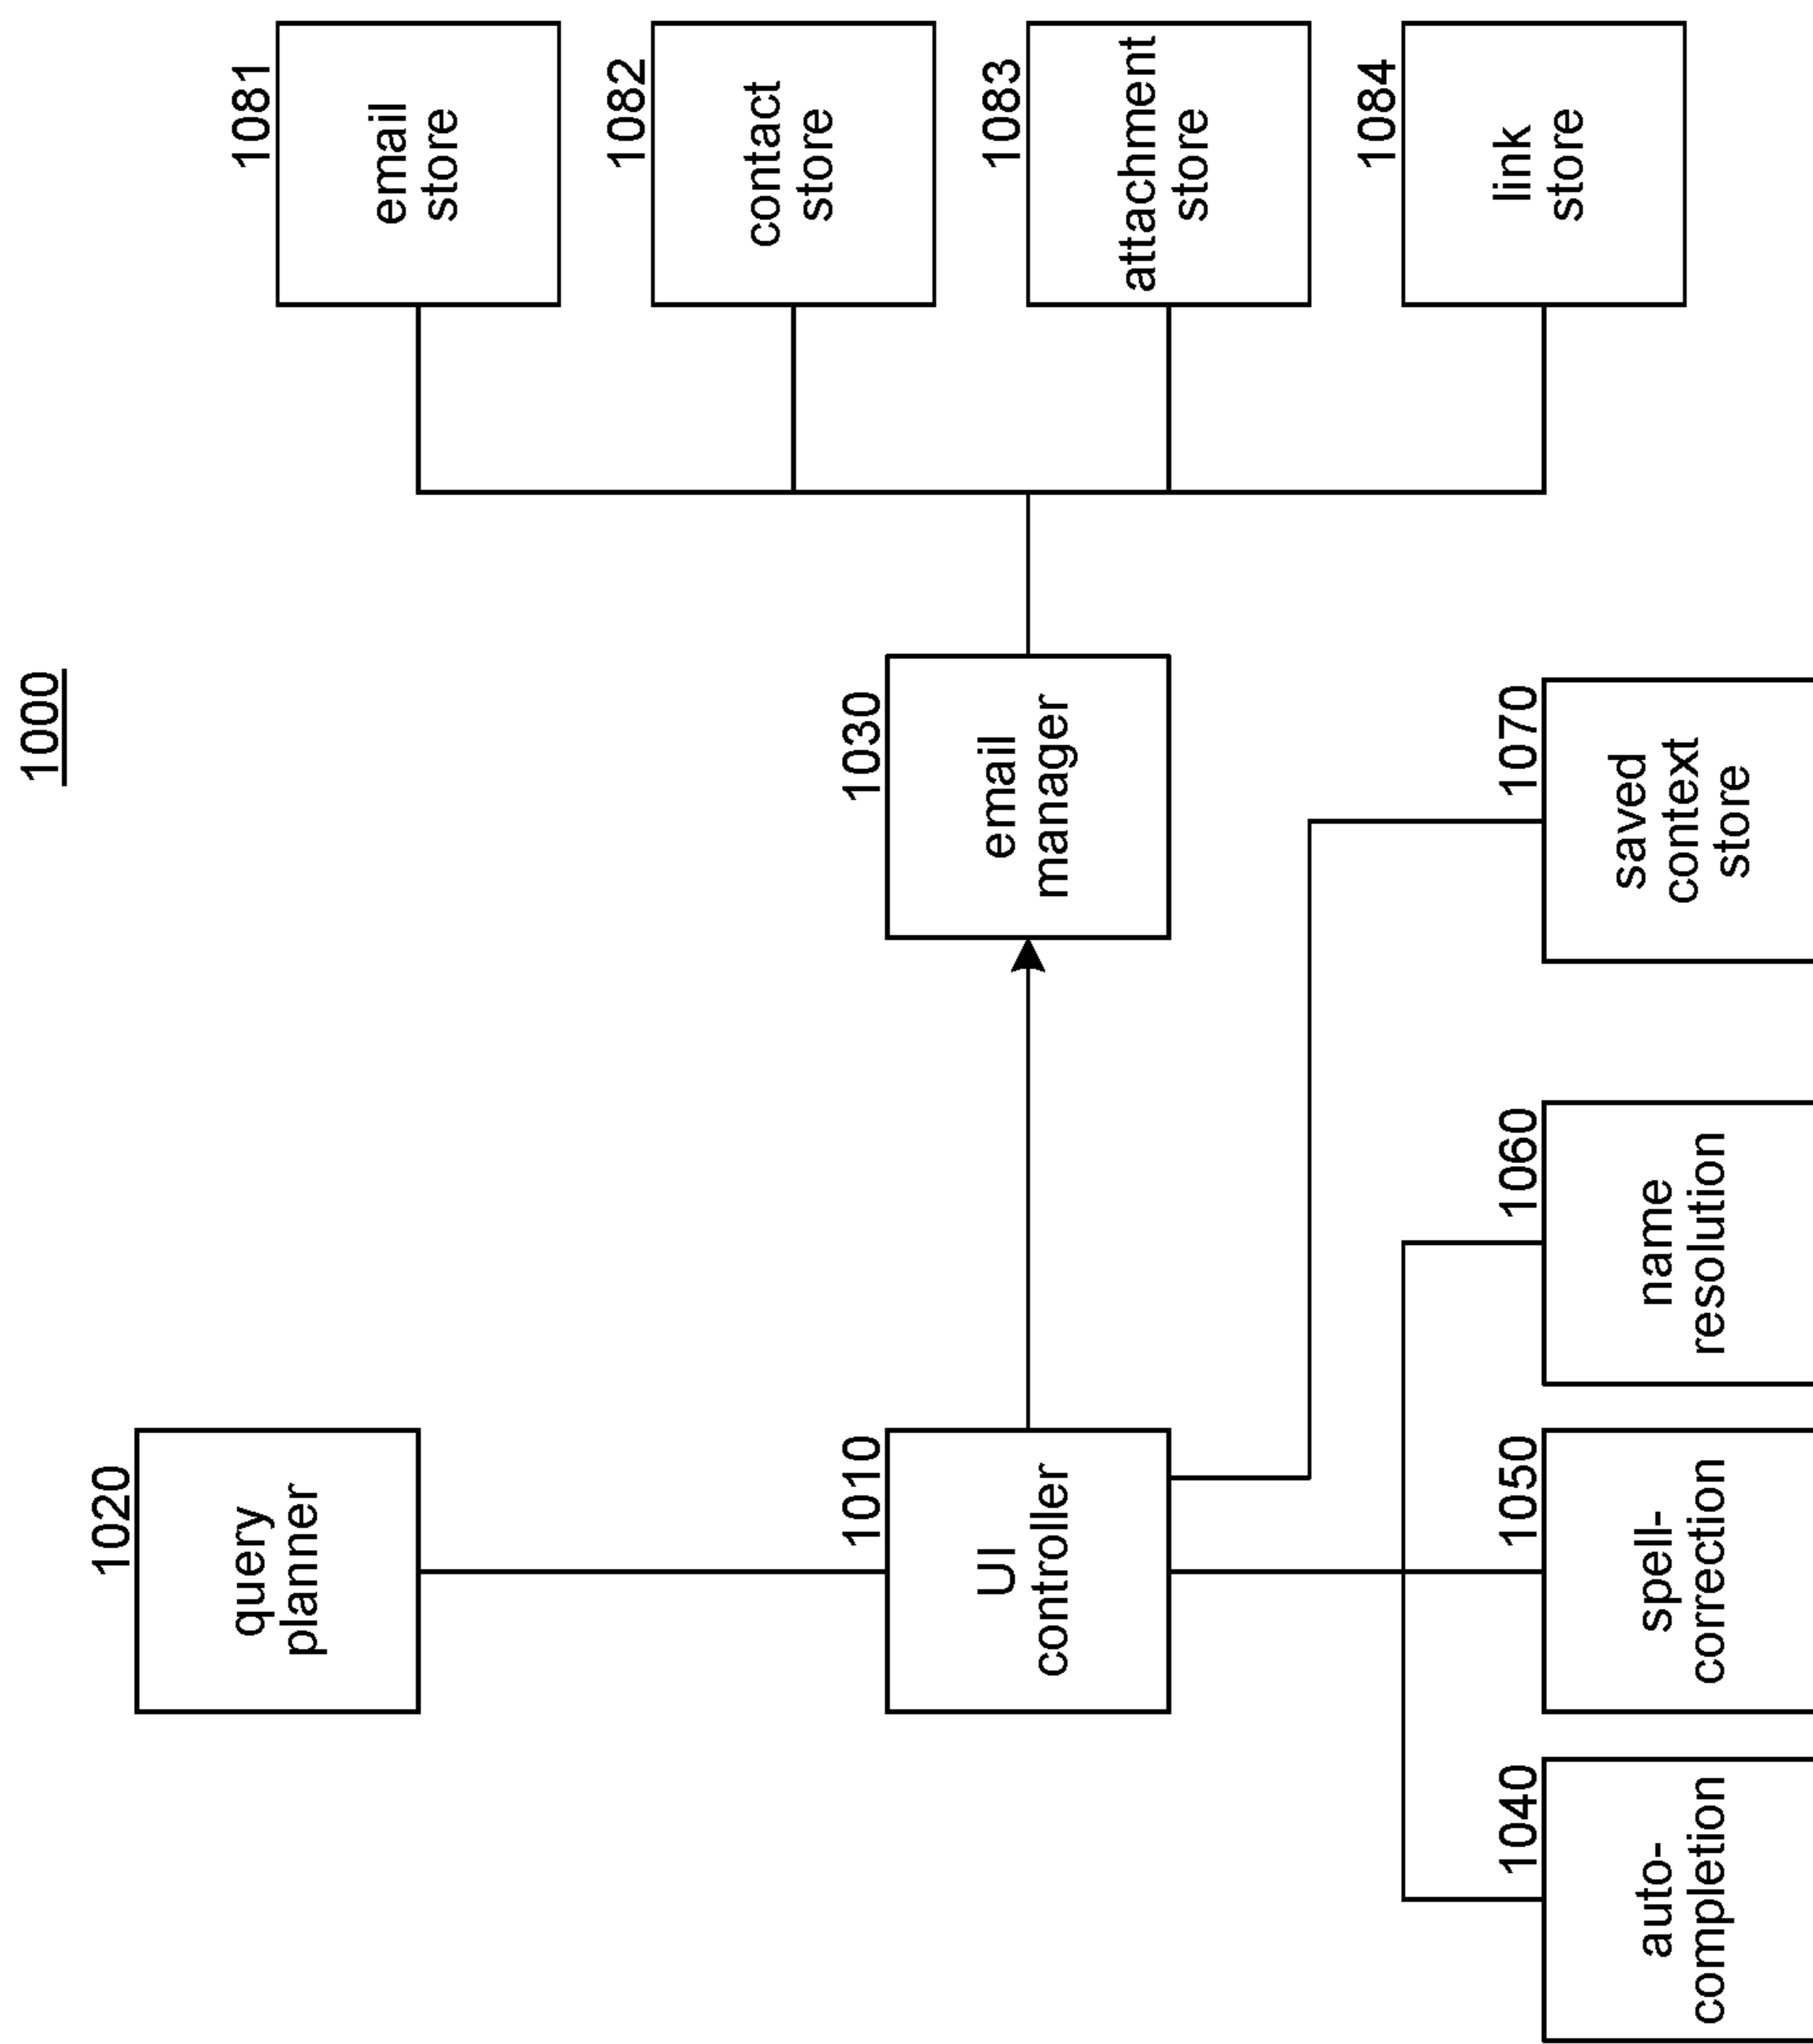 1000
1020
query
planner
1081
email
store
1010
UI
controller
1030
email
manager
1082
contact
store
1083
attachment
store
1084
link
store
1040
auto-
completion
1050
spell-
correction
1060
name
resolution
1070
saved
context
store